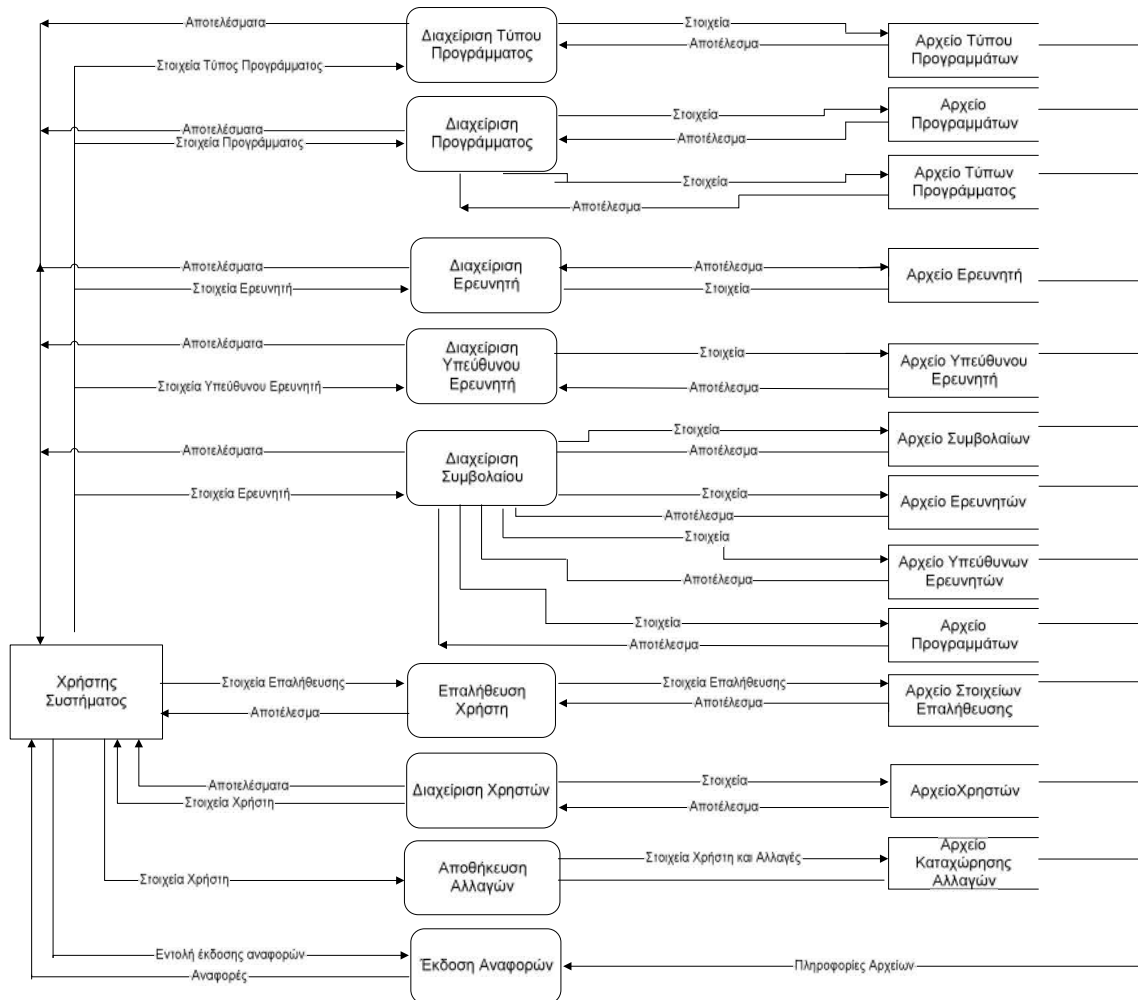 Αποτελέσματα
Διαχείριση Τύπου
Προγράμματος
Στοιχεία
Αποτέλεσμα
Αρχείο Τύπου
Προγραμμάτων
Στοιχεία Τύπος Προγράμματος
Αποτελέσματα
Στοιχεία Προγράμματος
Διαχείριση
Προγράμματος
Στοιχεία
Αποτέλεσμα
Αρχείο
Προγραμμάτων
Στοιχεία
Αποτέλεσμα
Αρχείο Τύπων
Προγράμματος
Αποτελέσματα
Στοιχεία Ερευνητή
Διαχείριση
Ερευνητή
Αποτέλεσμα
Στοιχεία
Αρχείο Ερευνητή
Αποτελέσματα
Στοιχεία Υπεύθυνου Ερευνητή
Διαχείριση
Υπεύθυνου
Ερευνητή
Στοιχεία
Αποτέλεσμα
Αρχείο Υπεύθυνου
Ερευνητή
Αποτελέσματα
Στοιχεία Ερευνητή
Διαχείριση
Συμβολαίου
Στοιχεία
Αποτέλεσμα
Αρχείο Συμβολαίων
Στοιχεία
Αποτέλεσμα
Αρχείο Ερευνητών
Στοιχεία
Αποτέλεσμα
Αρχείο Υπεύθυνων
Ερευνητών
Στοιχεία
Αποτέλεσμα
Αρχείο
Προγραμμάτων
Χρήστης
Συστήματος
Στοιχεία Επαλήθευσης
Αποτέλεσμα
Επαλήθευση
Χρήστη
Στοιχεία Επαλήθευσης
Αποτέλεσμα
Αρχείο Στοιχείων
Επαλήθευσης
Αποτελέσματα
Στοιχεία Χρήστη
Διαχείριση Χρηστών
Στοιχεία
Αποτέλεσμα
ΑρχείοΧρηστών
Στοιχεία Χρήστη
Αποθήκευση
Αλλαγών
Στοιχεία Χρήστη και Αλλαγές
Αρχείο
Καταχώρησης
Αλλαγών
Εντολή έκδοσης αναφορών
Αναφορές
Έκδοση Αναφορών
Πληροφορίες Αρχείων